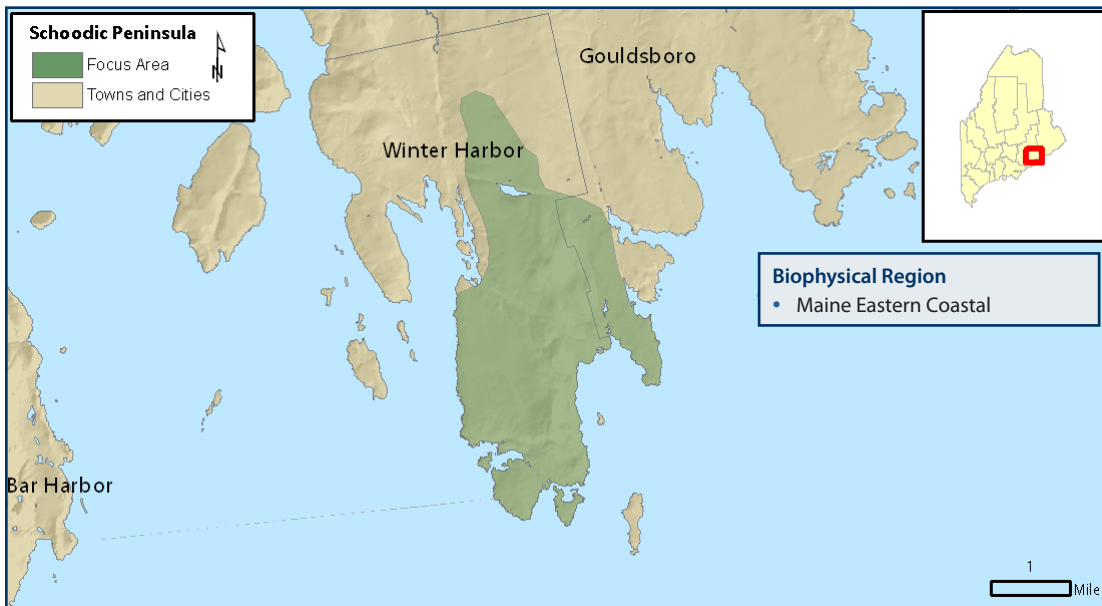 Schoodic Peninsula
N
Focus Area
Towns and Cities
Gouldsboro
Winter Harbor
Biophysical Region
• Maine Eastern Coastal
Bar Harbor
1
Mile